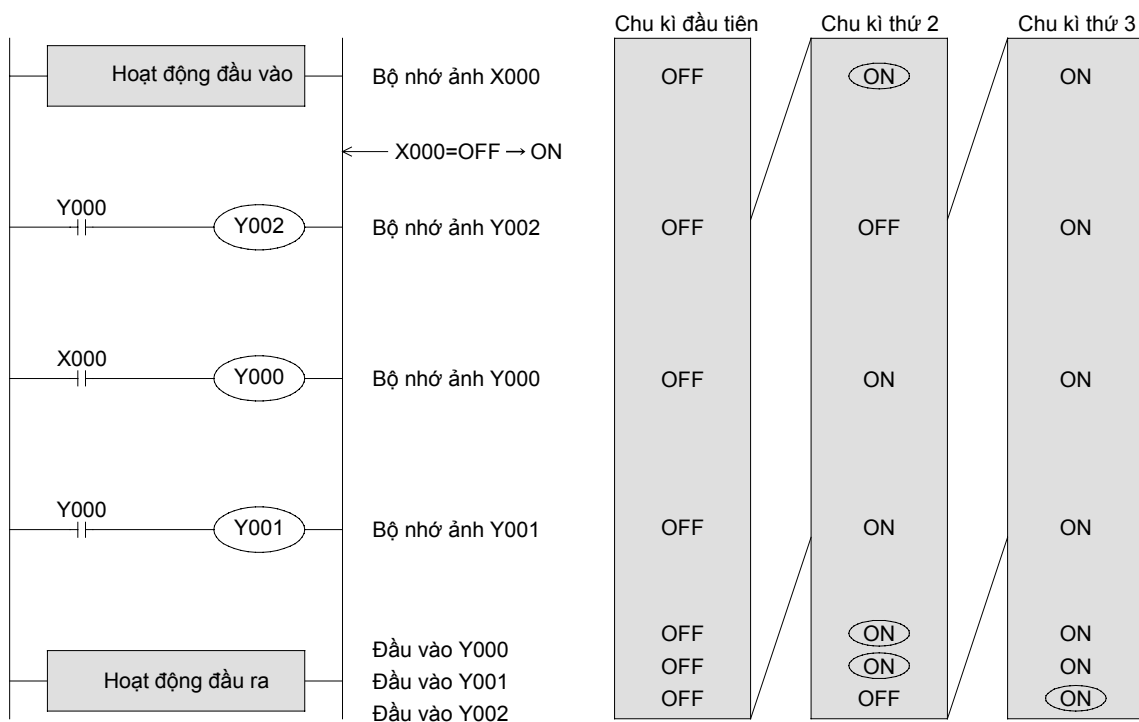 Chu kì đầu tiên Chu kì thứ 2 Chu kì thứ 3
Hoạt động đầu vào Bộ nhớ ảnh X000 OFF ON ON
X000=OFF → ON
Y000
Y002 Bộ nhớ ảnh Y002 OFF OFF ON
X000
Y000 Bộ nhớ ảnh Y000 OFF ON ON
Y000
Y001 Bộ nhớ ảnh Y001 OFF ON ON
Đầu vào Y000 OFF ON ON
Hoạt động đầu ra Đầu vào Y001 OFF ON ON
Đầu vào Y002 OFF OFF ON